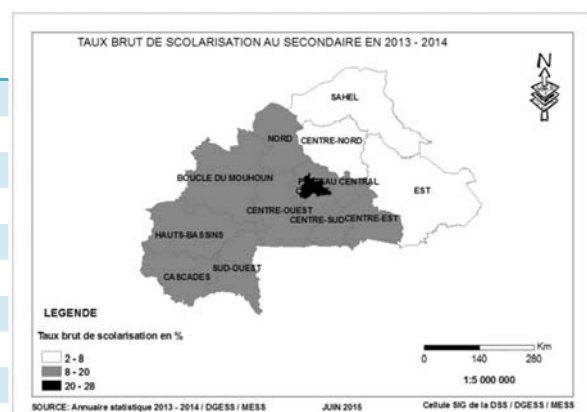 TAUX BRUT DE SCOLARISATION AU SECONDAIRE EN 2013 - 2014
N
SAHEL
NORD
CENTRE-NORD
BOUCLE DU MOUHOUN
CENTRAL
EST
CENTRE-OUEST
CENTRE-SUD
CENTRE-EST
HAUTS-BASSINS
SUD-OUEST
CASCADES
LEGENDE
Taux brut de scolarisation en %
2 - 8
8 - 20
20 - 28
Km
0 140 280
1:5 000 000
SOURCE: Annuaire statistique 2013 - 2014 / DGESS / MESS JUIN 2015 Cellule SIG de la DSS / DGESS / MESS